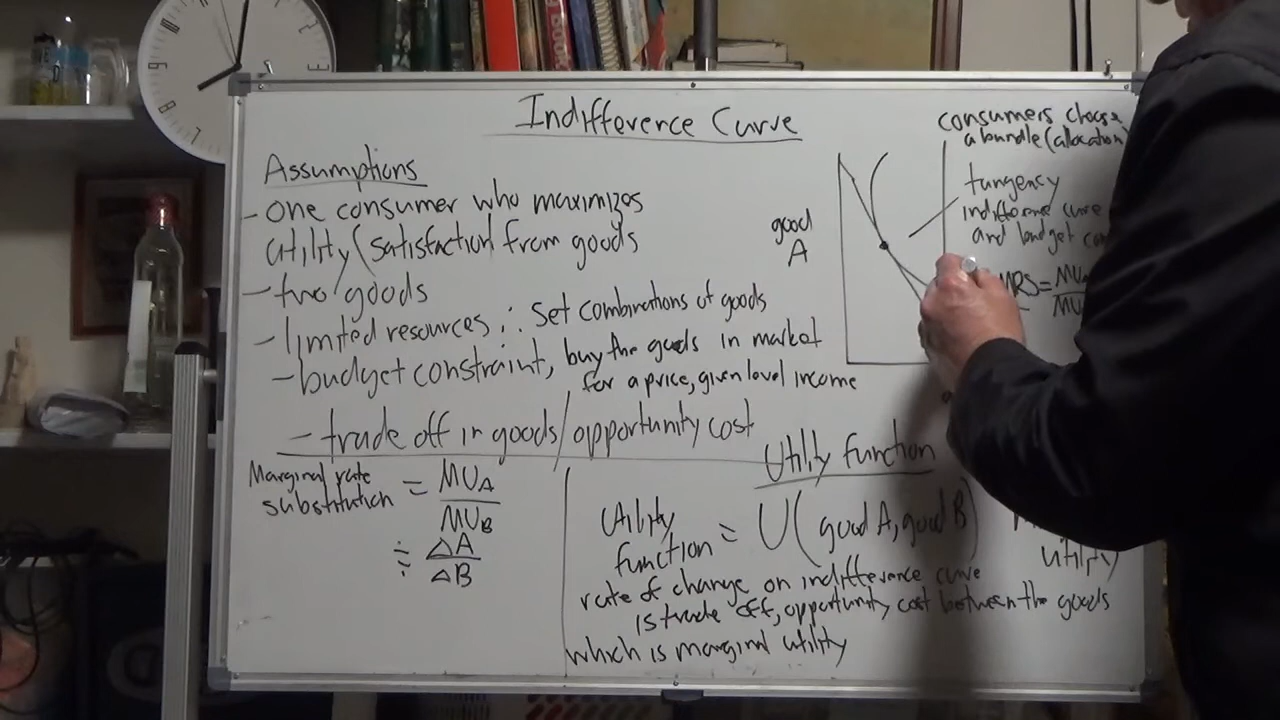 Indifference Curve
Assumptions
- one consumer who maximizes
utility (satisfaction from goods
- two goods
- limited resources ∴ set combinations of goods
- budget constraint, buy the goods in market
for a price, given level income
- trade off in goods/opportunity cost
Marginal rate
substitution = MUA
MUB
÷ ΔA
ΔB
good
A
consumers choose
a bundle (allocation)
tangency
indifference curve
and budget
MRS = MU
MU
Utility function
Utility
function = U(good A, good B)
utility
rate of change on indifference curve
is trade off, opportunity cost between the goods
which is marginal utility